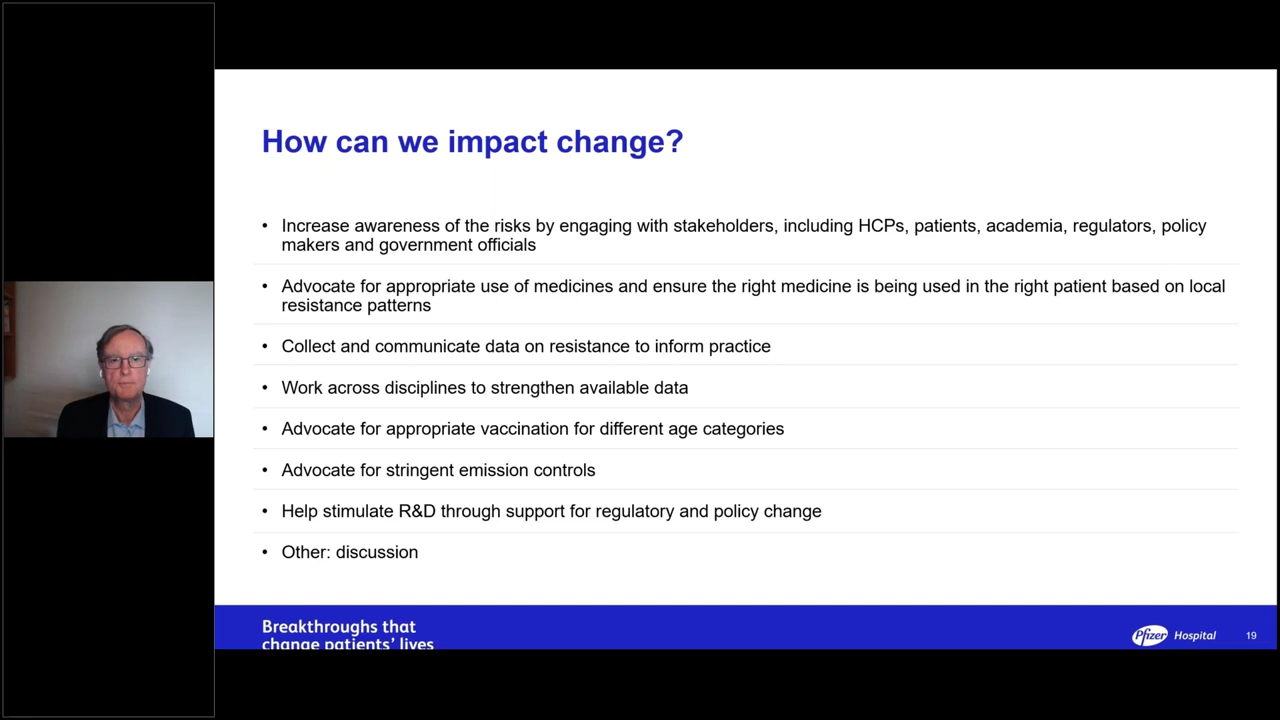 How can we impact change?
• Increase awareness of the risks by engaging with stakeholders, including HCPs, patients, academia, regulators, policy
makers and government officials
• Advocate for appropriate use of medicines and ensure the right medicine is being used in the right patient based on local
resistance patterns
• Collect and communicate data on resistance to inform practice
• Work across disciplines to strengthen available data
• Advocate for appropriate vaccination for different age categories
• Advocate for stringent emission controls
• Help stimulate R&D through support for regulatory and policy change
• Other: discussion
Breakthroughs that
change patients' lives
Pfizer Hospital 19